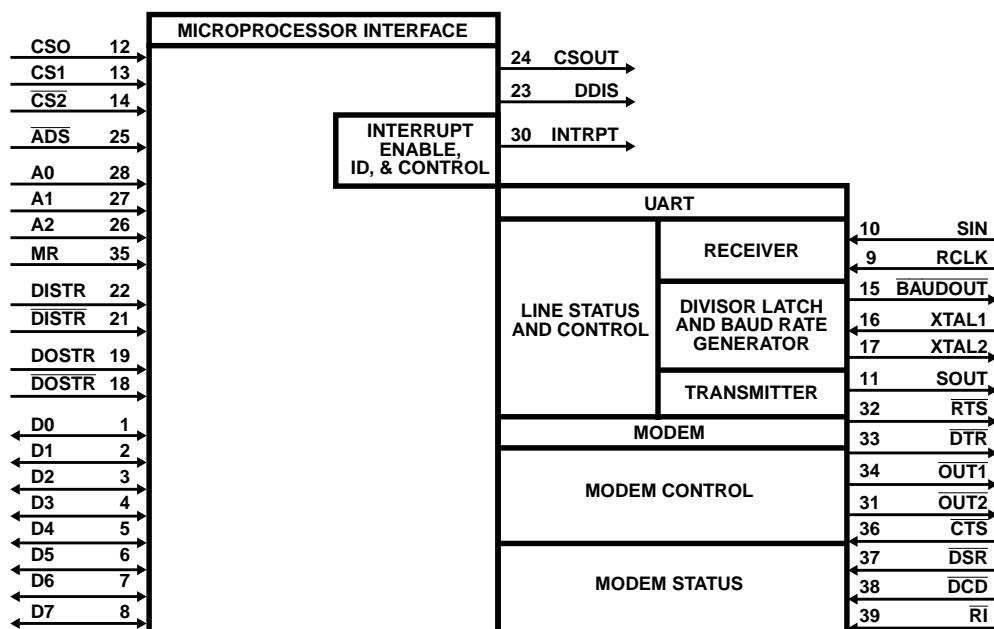 MICROPROCESSOR INTERFACE
CSO 12
CS1 13
CS2 14
ADS 25
A0 28
A1 27
A2 26
MR 35
DISTR 22
DISTR 21
DOSTR 19
DOSTR 18
D0 1
D1 2
D2 3
D3 4
D4 5
D5 6
D6 7
D7 8
24 CSOUT
23 DDIS
30 INTRPT
INTERRUPT
ENABLE,
ID, & CONTROL
UART
LINE STATUS
AND CONTROL
RECEIVER
DIVISOR LATCH
AND BAUD RATE
GENERATOR
TRANSMITTER
MODEM
MODEM CONTROL
MODEM STATUS
10 SIN
9 RCLK
15 BAUDOUT
16 XTAL1
17 XTAL2
11 SOUT
32 RTS
33 DTR
34 OUT1
31 OUT2
36 CTS
37 DSR
38 DCD
39 RI